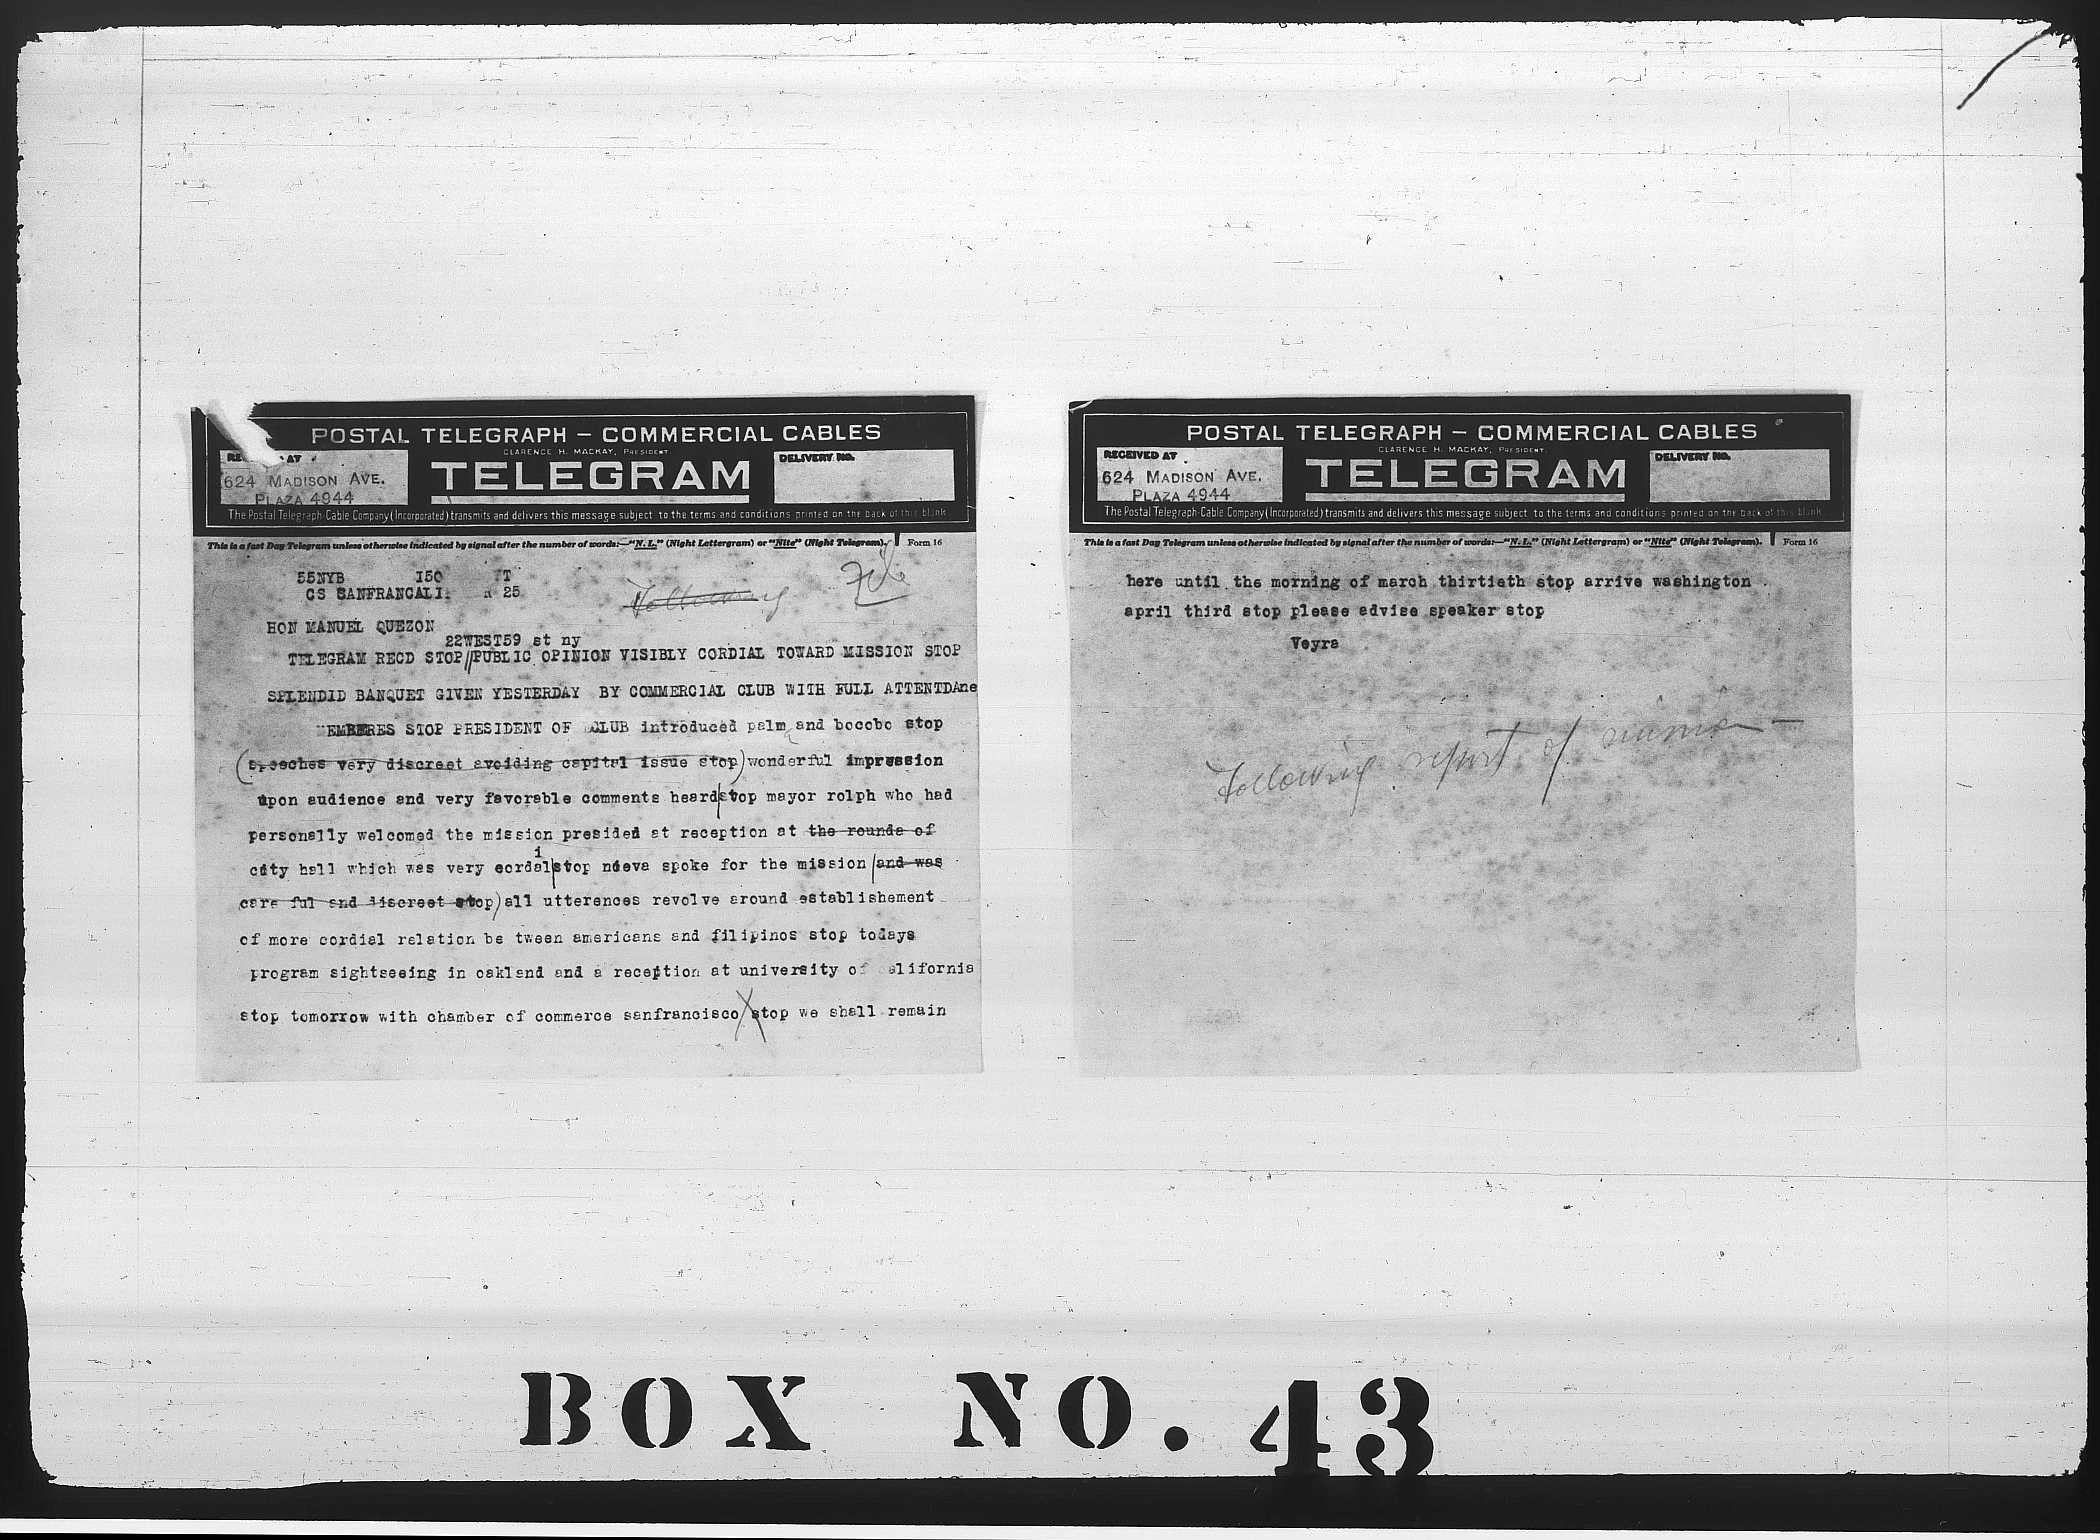 POSTAL TELEGRAPH – COMMERCIAL CABLES
CLARENCE H. MACKAY, PRESIDENT
RE AT
TELEGRAM
DELIVERY NO.
624 MADISON AVE.
PLAZA 4944
The Postal Telegraph-Cable Company (Incorporated) transmits and delivers this message subject to the terms and conditions printed on the back of this blank
This is a fast Day Telegram unless otherwise indicated by signal after the number of words:—"N. L." (Night Lettergram) or "Nite" (Night Telegram). Form 16
File
55NYB 150 T
CS SANFRANCALI R 25
Following
HON MANUEL QUEZON
22WEST59 st ny
TELEGRAM RECD STOP//PUBLIC OPINION VISIBLY CORDIAL TOWARD MISSION STOP
SPLENDID BANQUET GIVEN YESTERDAY BY COMMERCIAL CLUB WITH FULL ATTENTDAne
EMBERES STOP PRESIDENT OF CLUB introduced palm and bocobo stop
(speeches very discreet avoiding capital issue stop) wonderful impression
upon audience and very favorable comments heard|stop mayor rolph who had
personally welcomed the mission presided at reception at the rounda of
city hall which was very cordal|stop nieva spoke for the mission |and was
i
care ful and discreet stop) all utterences revolve around establishement
of more cordial relation be tween americans and filipinos stop todays
program sightseeing in oakland and a reception at university of alifornia
stop tomorrow with chamber of commerce sanfrancisco stop we shall remain
POSTAL TELEGRAPH – COMMERCIAL CABLES
CLARENCE H. MACKAY, PRESIDENT
RECEIVED AT
TELEGRAM
DELIVERY NO.
624 MADISON AVE.
PLAZA 4944
The Postal Telegraph-Cable Company (Incorporated) transmits and delivers this message subject to the terms and conditions printed on the back of this blank
This is a fast Day Telegram unless otherwise indicated by signal after the number of words:—"N. L." (Night Lettergram) or "Nite" (Night Telegram). Form 16
here until the morning of march thirtieth stop arrive washington
april third stop please advise speaker stop
Veyra
Following report of mission —
BOX NO. 43